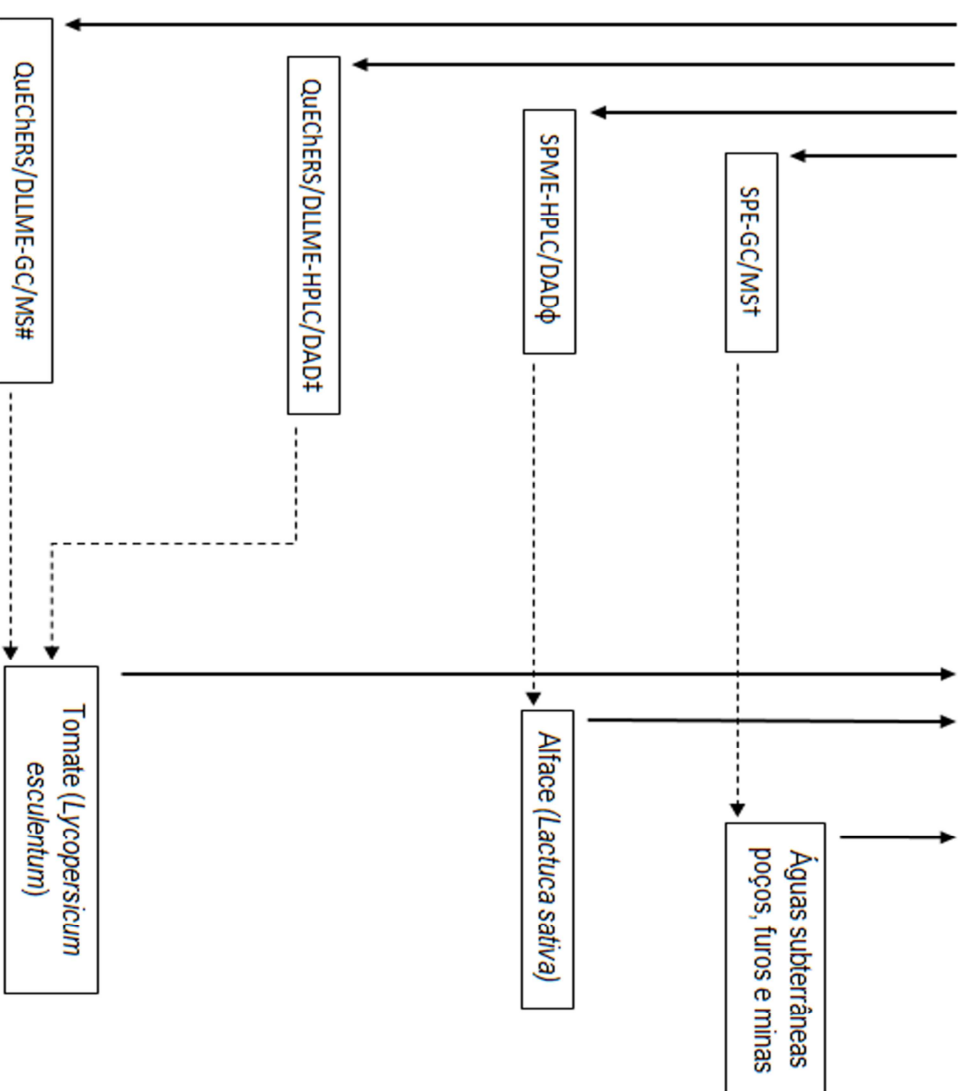 SPE-GC/MS†
SPME-HPLC/DADϕ
QuEChERS/DLLME-HPLC/DAD‡
QuEChERS/DLLME-GC/MS#
Águas subterrâneas
poços, furos e minas
Alface (Lactuca sativa)
Tomate (Lycopersicum
esculentum)